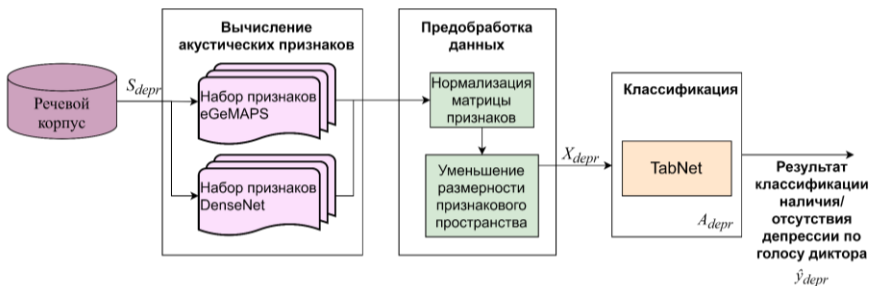 Речевой
корпус
S_depr
Вычисление
акустических признаков
Набор признаков
eGeMAPS
Набор признаков
DenseNet
Предобработка
данных
Нормализация
матрицы
признаков
Уменьшение
размерности
признакового
пространства
X_depr
Классификация
TabNet
A_depr
Результат
классификации
наличия/
отсутствия
депрессии по
голосу диктора
ŷ_depr